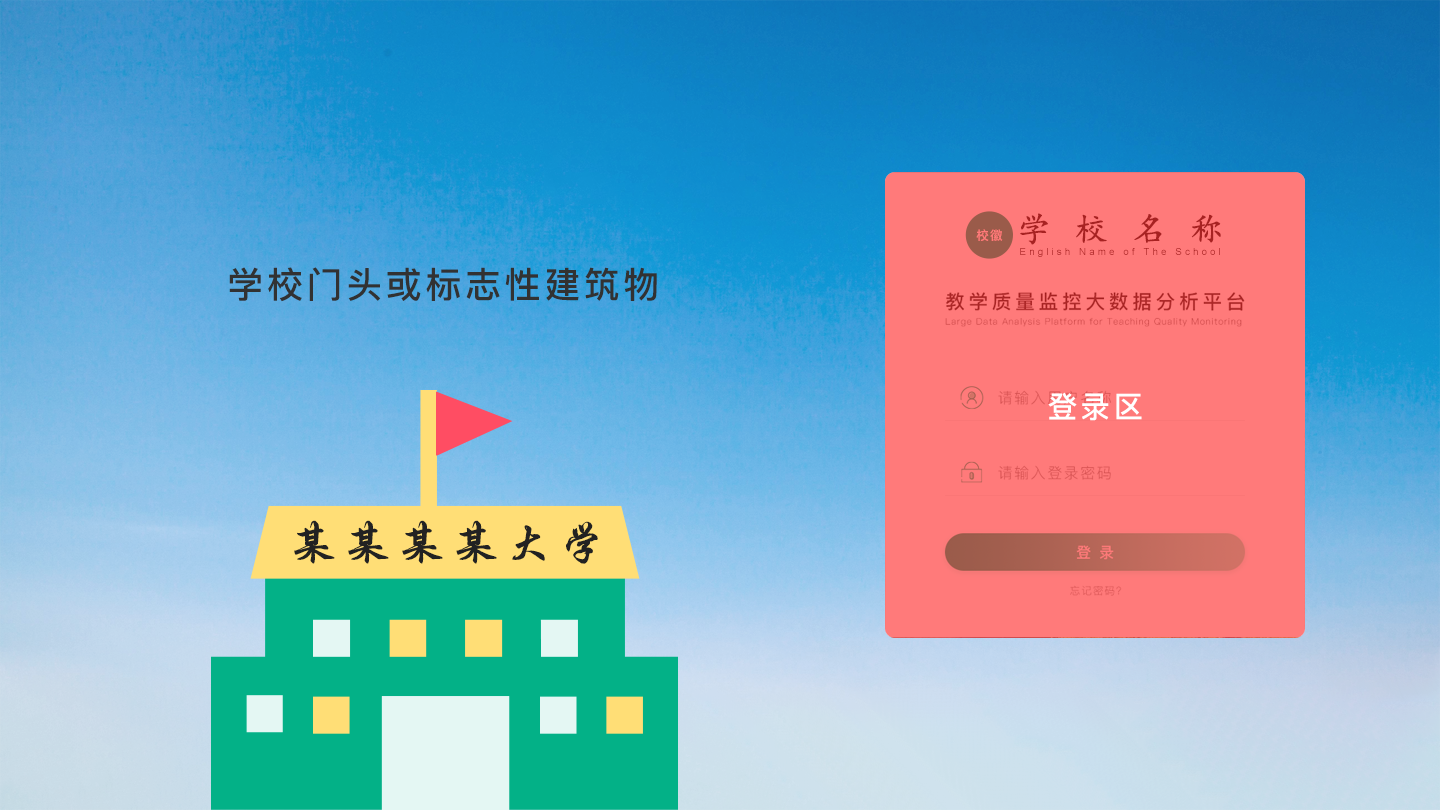 学校门头或标志性建筑物
某某某某大学
校徽
学校名称
English Name of The School
教学质量监控大数据分析平台
Large Data Analysis Platform for Teaching Quality Monitoring
请输入
登录区
请输入登录密码
登录
忘记密码?